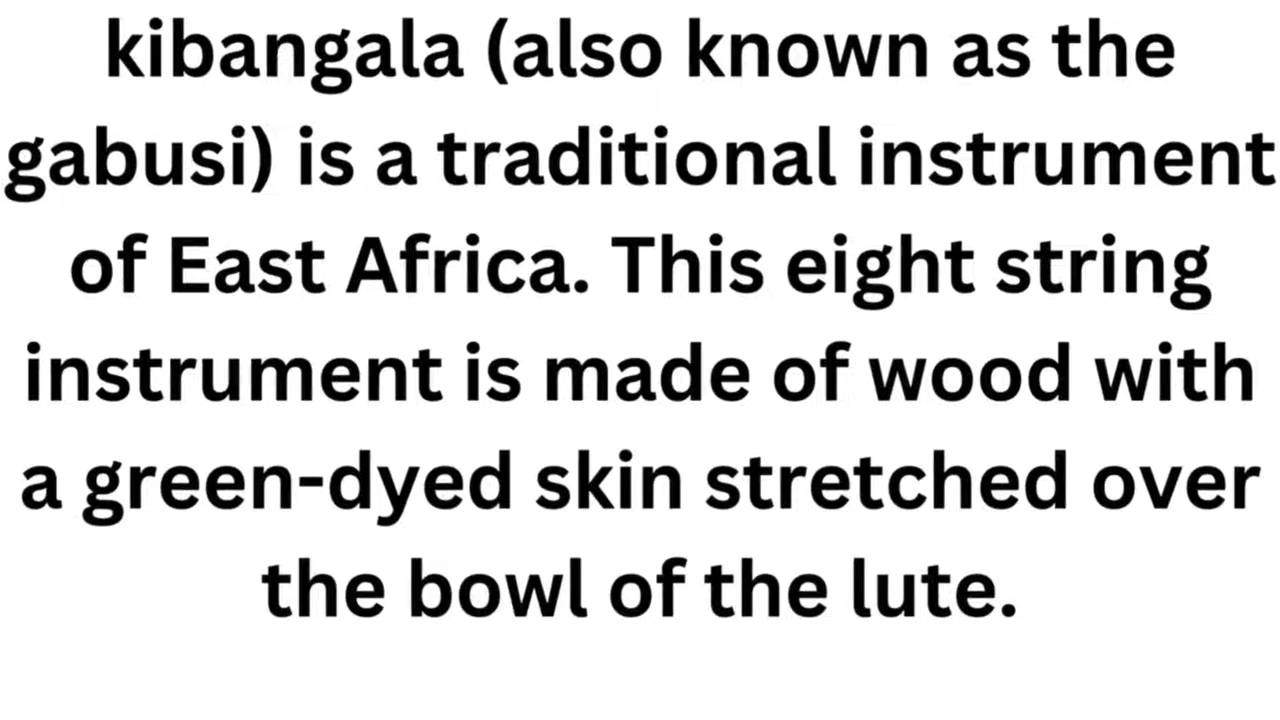 kibangala (also known as the
gabusi) is a traditional instrument
of East Africa. This eight string
instrument is made of wood with
a green-dyed skin stretched over
the bowl of the lute.